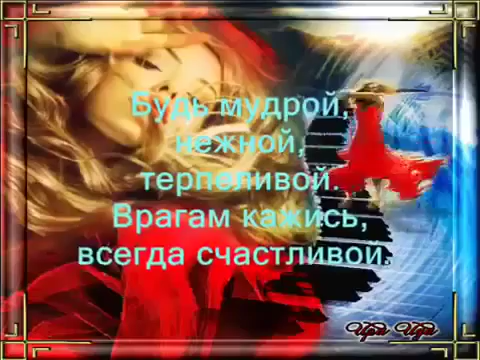 Будь мудрой,
нежной,
терпеливой.
Врагам кажись,
всегда счастливой.